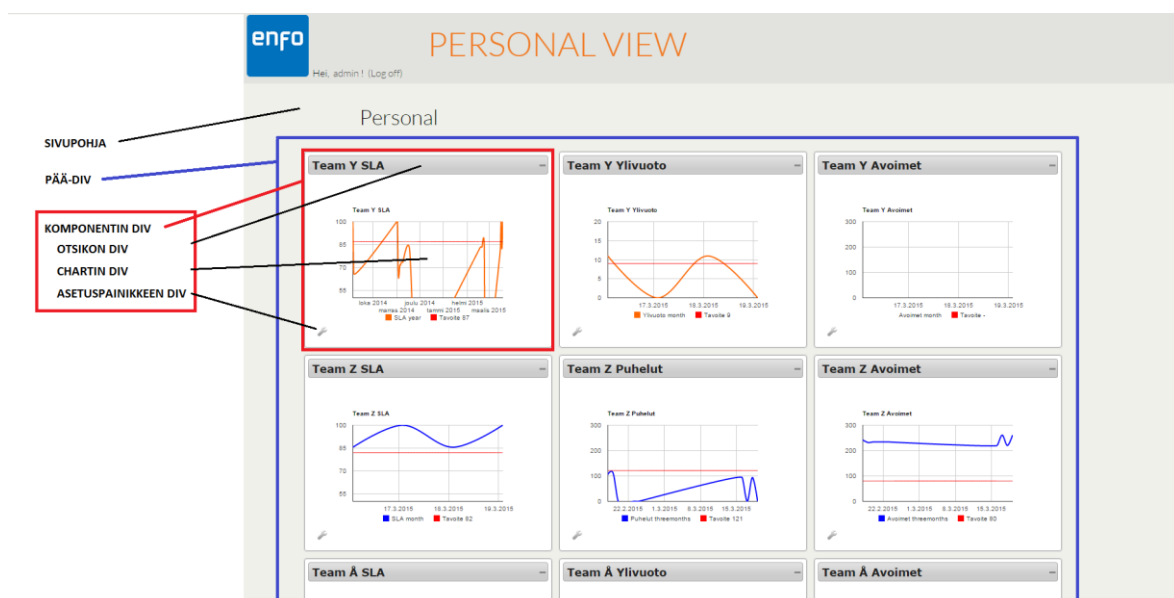 enfo
PERSONAL VIEW
Hei, admin ! (Log off)
Personal
SIVUPOHJA
PÄÄ-DIV
KOMPONENTIN DIV
OTSIKON DIV
CHARTIN DIV
ASETUSPAINIKKEEN DIV
Team Y SLA
Team Y SLA
100
85
70
55
loka 2014 joulu 2014 helmi 2015
marras 2014 tammi 2015 maalis 2015
SLA year Tavoite 87
Team Y Ylivuoto
Team Y Ylivuoto
20
15
10
5
0
17.3.2015 18.3.2015 19.3.2015
Ylivuoto month Tavoite 9
Team Y Avoimet
Team Y Avoimet
300
200
100
0
17.3.2015 18.3.2015 19.3.2015
Avoimet month Tavoite -
Team Z SLA
Team Z SLA
100
85
70
55
17.3.2015 18.3.2015 19.3.2015
SLA month Tavoite 82
Team Z Puhelut
Team Z Puhelut
300
200
100
0
22.2.2015 1.3.2015 8.3.2015 15.3.2015
Puhelut threemonths Tavoite 121
Team Z Avoimet
Team Z Avoimet
300
200
100
0
22.2.2015 1.3.2015 8.3.2015 15.3.2015
Avoimet threemonths Tavoite 80
Team Å SLA
Team Å Ylivuoto
Team Å Avoimet